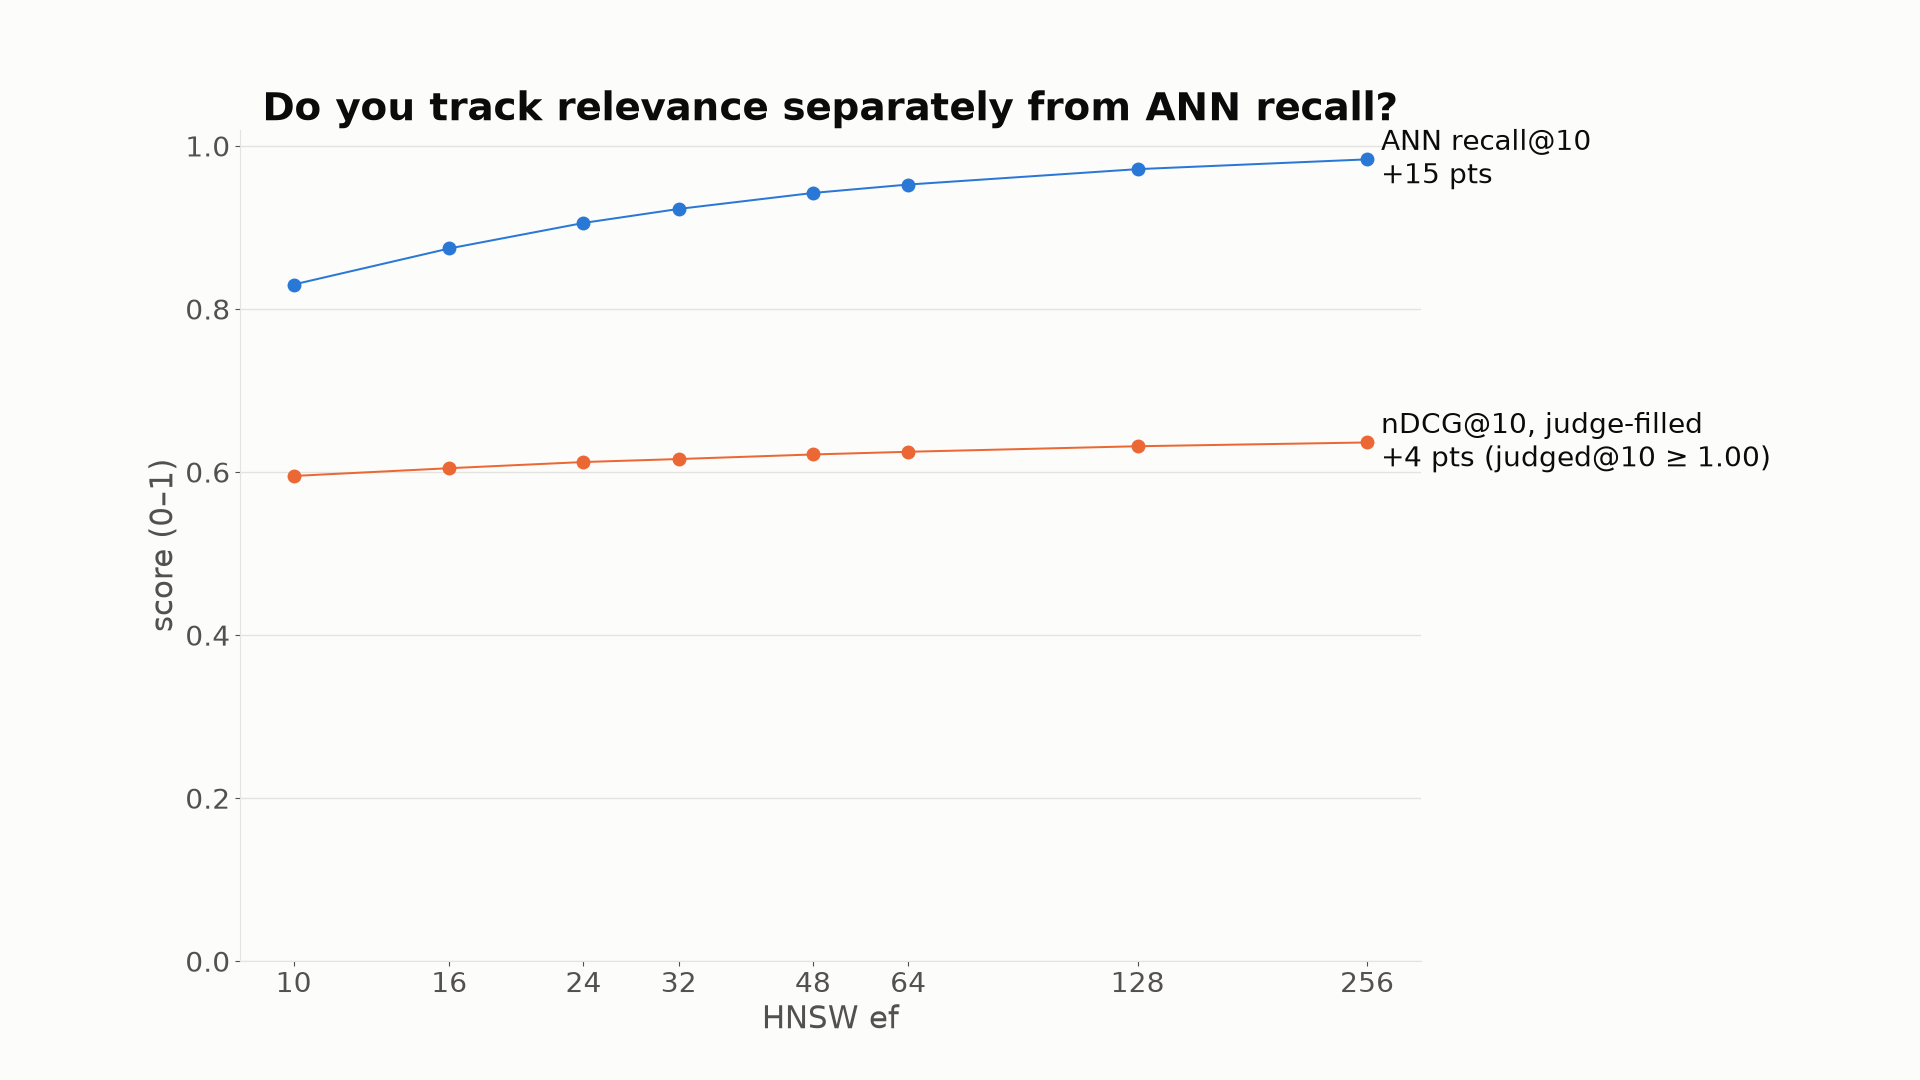 Do you track relevance separately from ANN recall?
1.0
0.8
0.6
0.4
0.2
0.0
score (0–1)
ANN recall@10
+15 pts
nDCG@10, judge-filled
+4 pts (judged@10 ≥ 1.00)
10 16 24 32 48 64 128 256
HNSW ef